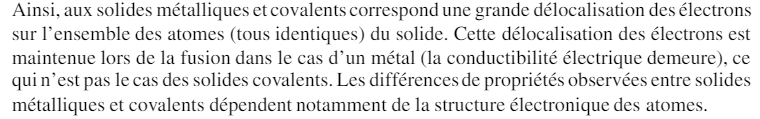 Ainsi, aux solides métalliques et covalents correspond une grande délocalisation des électrons
sur l'ensemble des atomes (tous identiques) du solide. Cette délocalisation des électrons est
maintenue lors de la fusion dans le cas d'un métal (la conductibilité électrique demeure), ce
qui n'est pas le cas des solides covalents. Les différences de propriétés observées entre solides
métalliques et covalents dépendent notamment de la structure électronique des atomes.